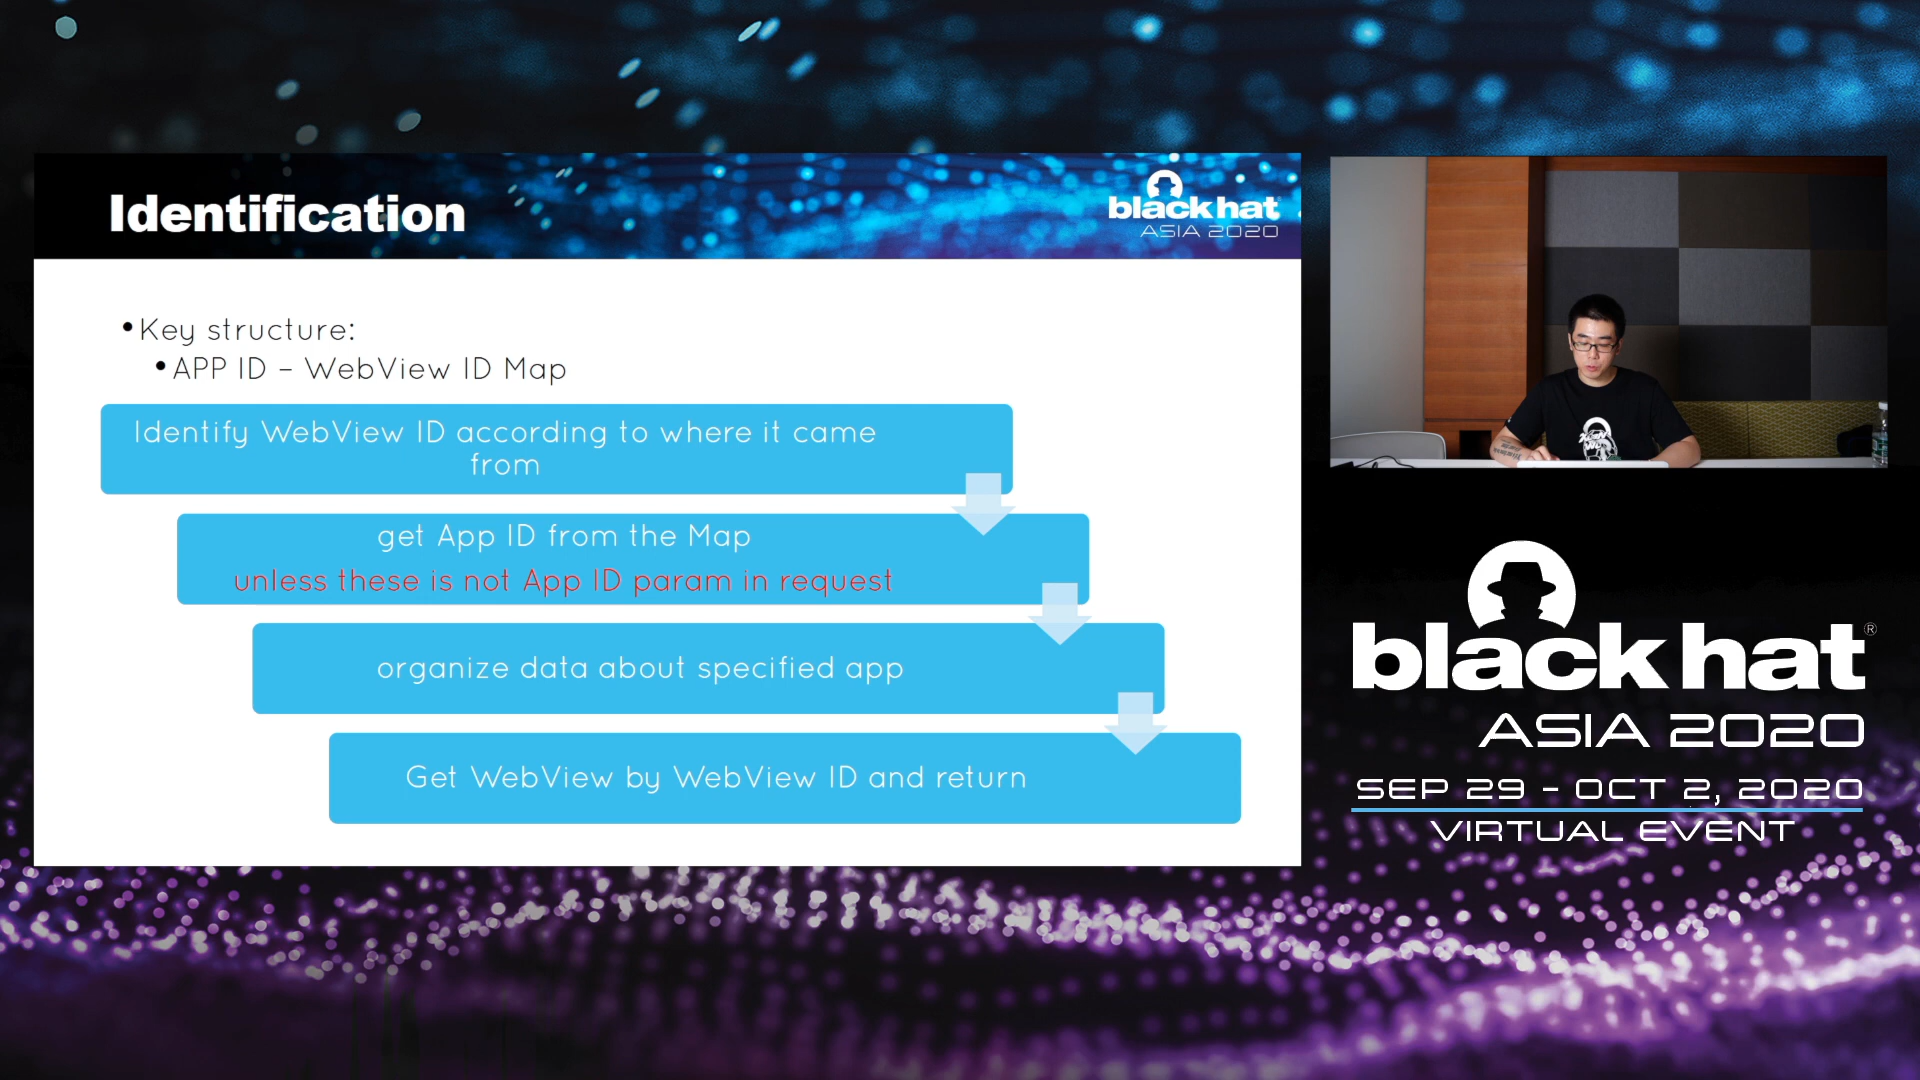 Identification
black hat
ASIA 2020
•Key structure:
•APP ID – WebView ID Map
Identify WebView ID according to where it came
from
get App ID from the Map
unless these is not App ID param in request
organize data about specified app
Get WebView by WebView ID and return
black hat®
ASIA 2020
SEP 29 - OCT 2, 2020
VIRTUAL EVENT